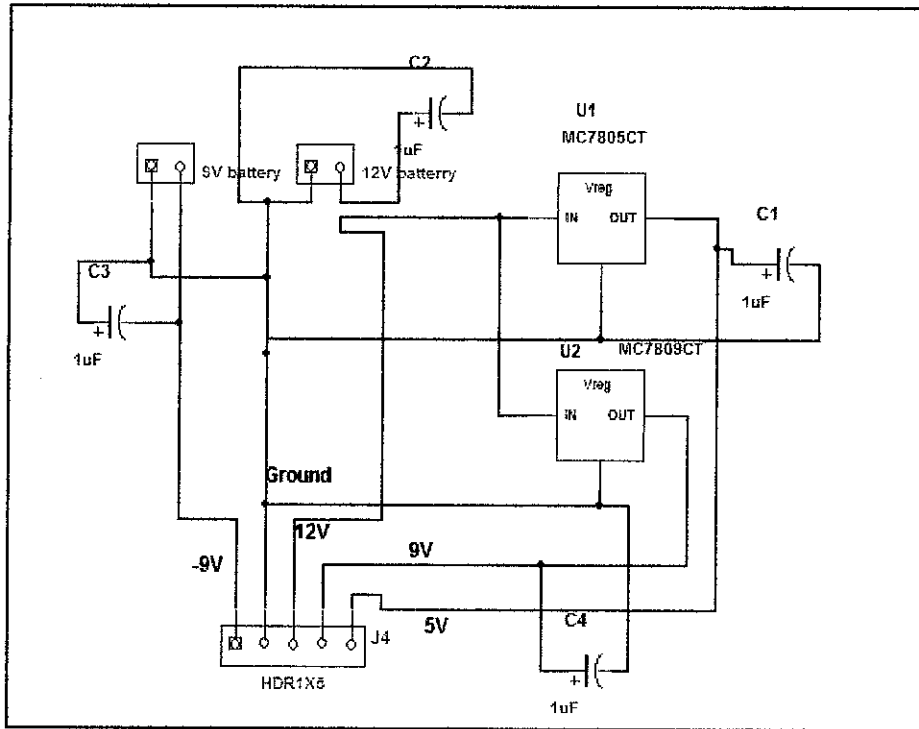 C2
+
1uF
U1
MC7805CT
9V battery
12V batterry
Vreg
IN OUT
C1
+
1uF
C3
+
1uF
U2
MC7809CT
Vreg
IN OUT
Ground
12V
-9V
9V
5V
C4
J4
HDR1X5
+
1uF